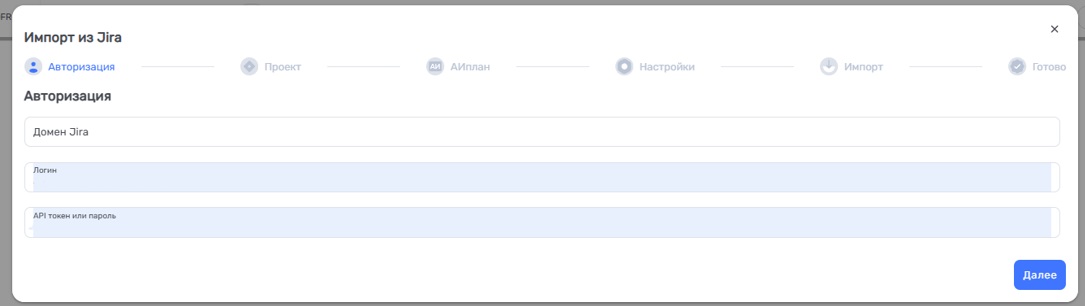 FR
Импорт из Jira
Авторизация
Проект
АИ
АИплан
Настройки
Импорт
Готово
Авторизация
Домен Jira
Логин
API токен или пароль
Далее